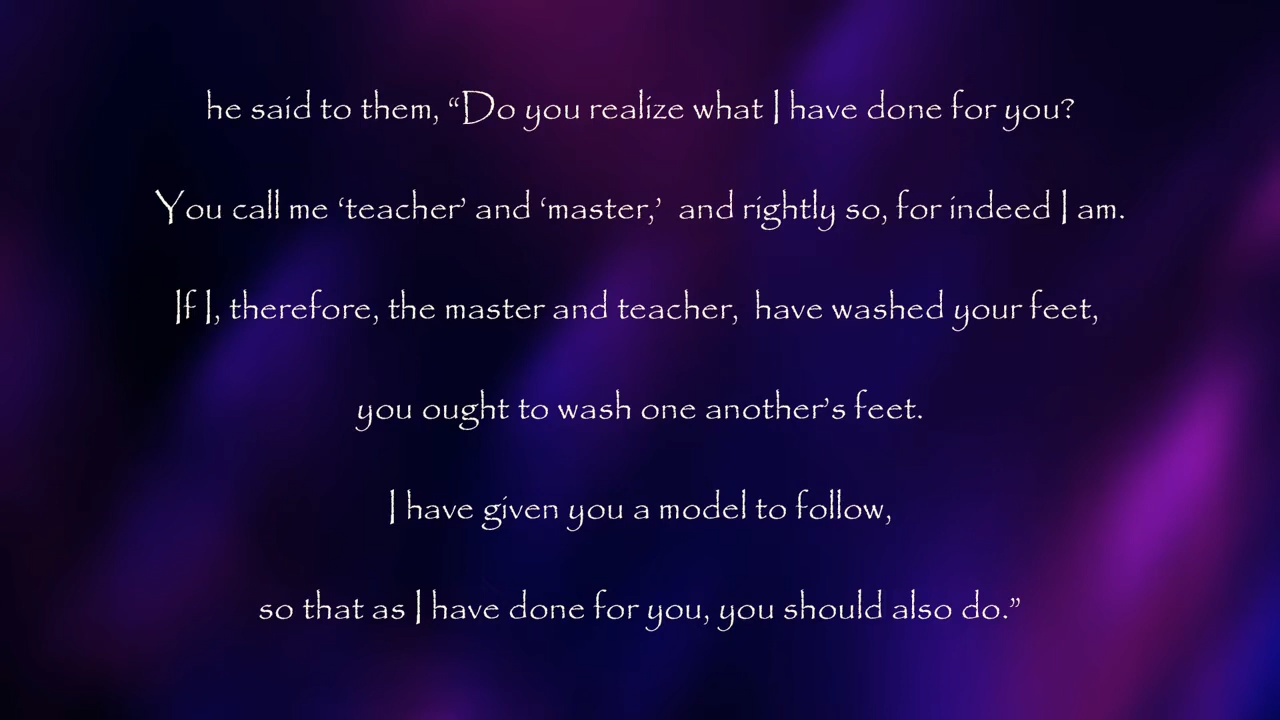 he said to them, “Do you realize what I have done for you?
You call me ‘teacher’ and ‘master,’  and rightly so, for indeed I am.
If I, therefore, the master and teacher,  have washed your feet,
you ought to wash one another’s feet.
I have given you a model to follow,
so that as I have done for you, you should also do.”